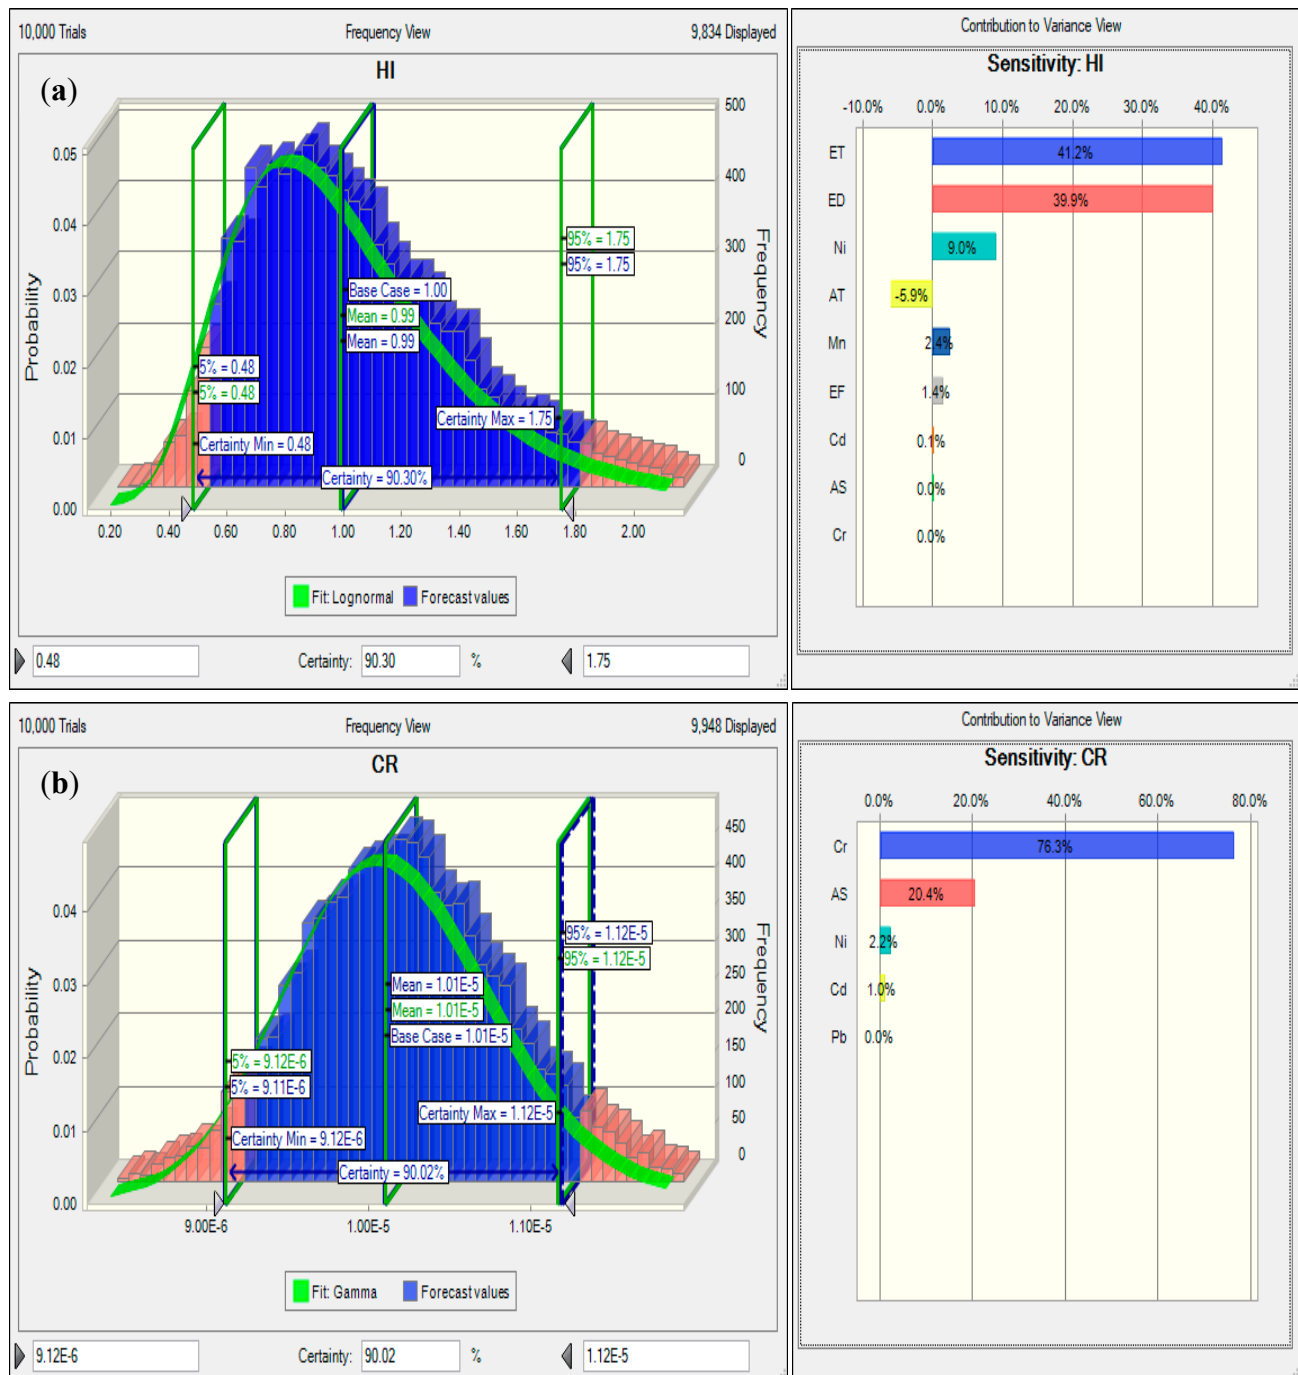 10,000 Trials Frequency View 9,834 Displayed
(a) HI
0.05
0.04
0.03
0.02
0.01
0.00
Probability
500
400
300
200
100
0
Frequency
95% = 1.75
95% = 1.75
Base Case = 1.00
Mean = 0.99
Mean = 0.99
5% = 0.48
5% = 0.48
Certainty Max = 1.75
Certainty Min = 0.48
Certainty = 90.30%
0.20 0.40 0.60 0.80 1.00 1.20 1.40 1.60 1.80 2.00
Fit: Lognormal Forecast values
0.48 Certainty: 90.30 % 1.75
Contribution to Variance View
Sensitivity: HI
-10.0% 0.0% 10.0% 20.0% 30.0% 40.0%
ET 41.2%
ED 39.9%
Ni 9.0%
AT -5.9%
Mn 2.4%
EF 1.4%
Cd 0.1%
AS 0.0%
Cr 0.0%
10,000 Trials Frequency View 9,948 Displayed
(b) CR
0.04
0.03
0.02
0.01
0.00
Probability
450
400
350
300
250
200
150
100
50
0
Frequency
95% = 1.12E-5
95% = 1.12E-5
Mean = 1.01E-5
Mean = 1.01E-5
Base Case = 1.01E-5
5% = 9.12E-6
5% = 9.11E-6
Certainty Max = 1.12E-5
Certainty Min = 9.12E-6
Certainty = 90.02%
9.00E-6 1.00E-5 1.10E-5
Fit: Gamma Forecast values
9.12E-6 Certainty: 90.02 % 1.12E-5
Contribution to Variance View
Sensitivity: CR
0.0% 20.0% 40.0% 60.0% 80.0%
Cr 76.3%
AS 20.4%
Ni 2.2%
Cd 1.0%
Pb 0.0%